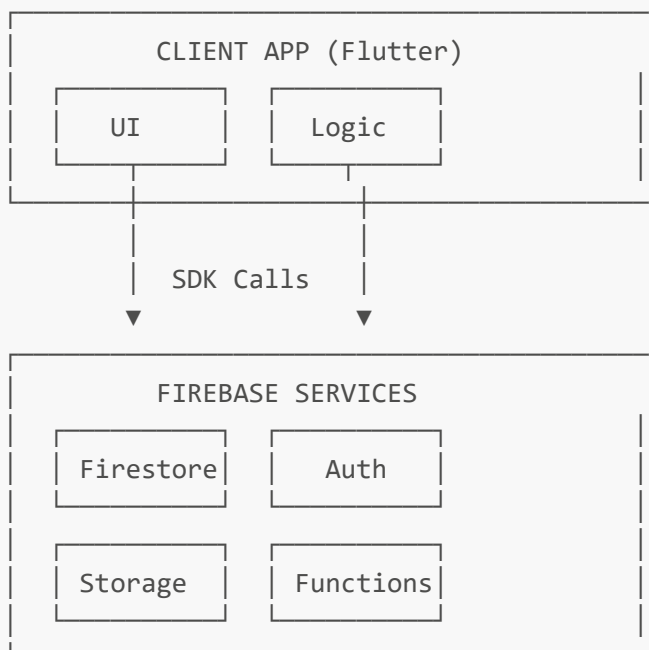 CLIENT APP (Flutter)
UI Logic
SDK Calls
FIREBASE SERVICES
Firestore Auth
Storage Functions